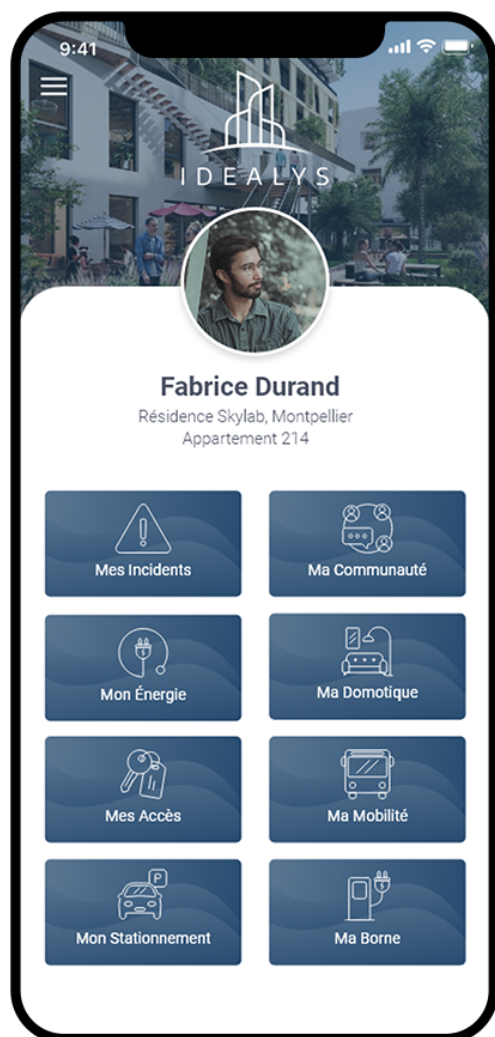 9:41
IDEALYS
Fabrice Durand
Résidence Skylab, Montpellier
Appartement 214
Mes Incidents
Ma Communauté
Mon Énergie
Ma Domotique
Mes Accès
Ma Mobilité
P
Mon Stationnement
Ma Borne